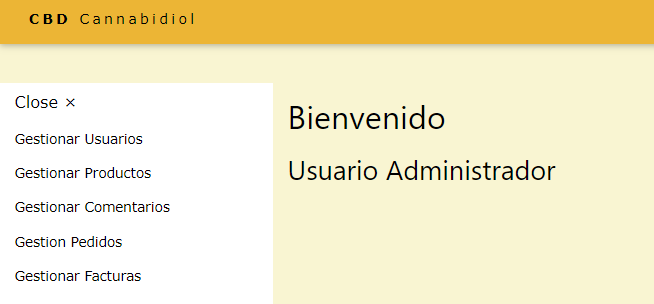 CBD Cannabidiol
Close ×
Gestionar Usuarios
Gestionar Productos
Gestionar Comentarios
Gestion Pedidos
Gestionar Facturas
Bienvenido
Usuario Administrador